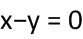 x−y = 0